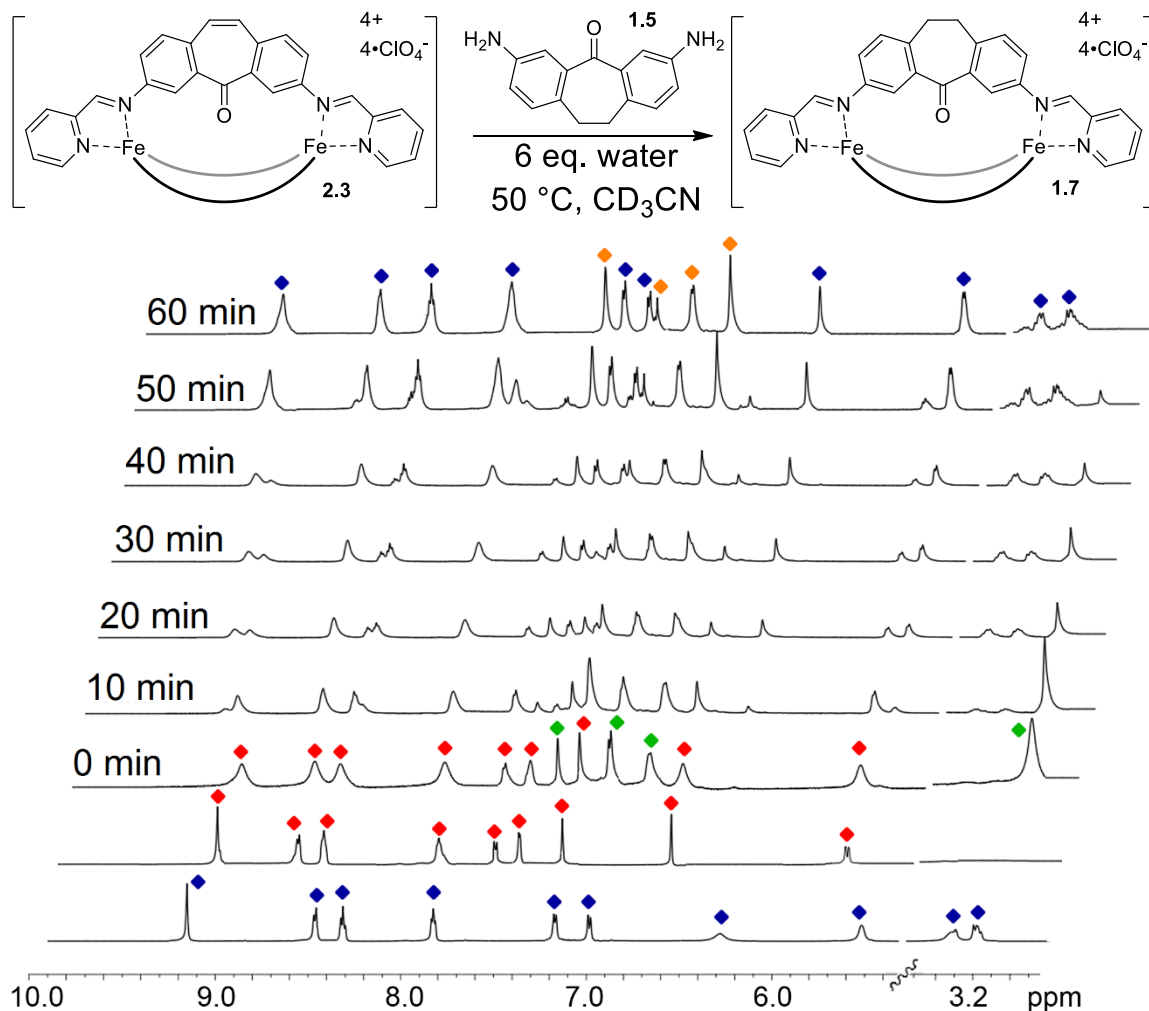 4+
4•ClO4-
N
N
O
N
Fe
Fe
N
2.3
1.5
H2N
O
NH2
6 eq. water
50 °C, CD3CN
4+
4•ClO4-
N
N
O
N
Fe
Fe
N
1.7
60 min
50 min
40 min
30 min
20 min
10 min
0 min
10.0 9.0 8.0 7.0 6.0 3.2 ppm